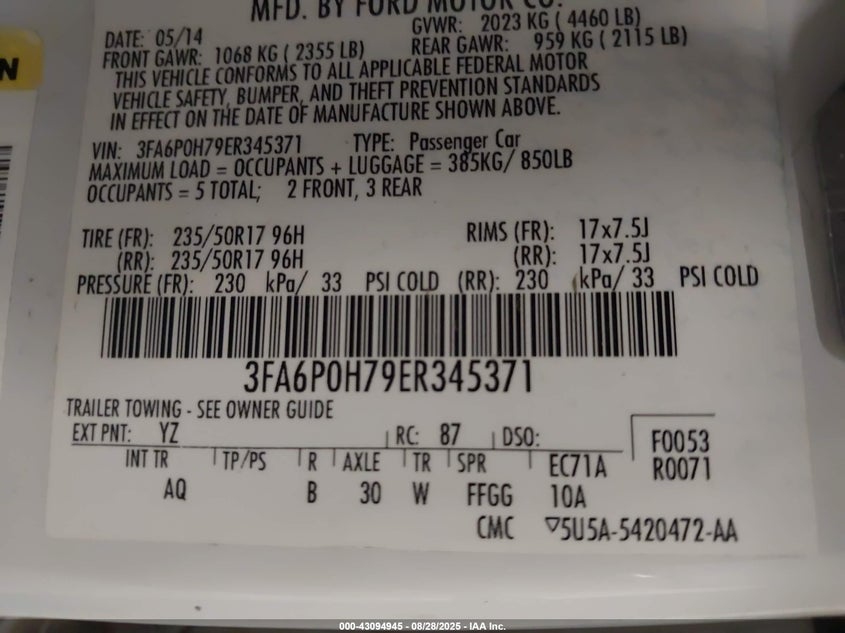 MFD. BY FORD MOTOR CO.
DATE: 05/14 GVWR: 2023 KG ( 4460 LB)
FRONT GAWR: 1068 KG ( 2355 LB) REAR GAWR: 959 KG ( 2115 LB)
THIS VEHICLE CONFORMS TO ALL APPLICABLE FEDERAL MOTOR
VEHICLE SAFETY, BUMPER, AND THEFT PREVENTION STANDARDS
IN EFFECT ON THE DATE OF MANUFACTURE SHOWN ABOVE.
VIN: 3FA6P0H79ER345371 TYPE: Passenger Car
MAXIMUM LOAD = OCCUPANTS + LUGGAGE = 385KG/ 850LB
OCCUPANTS = 5 TOTAL; 2 FRONT, 3 REAR
TIRE (FR): 235/50R17 96H RIMS (FR): 17x7.5J
(RR): 235/50R17 96H (RR): 17x7.5J
PRESSURE (FR): 230 kPa/ 33 PSI COLD (RR): 230 kPa/ 33 PSI COLD
3FA6P0H79ER345371
TRAILER TOWING - SEE OWNER GUIDE
EXT PNT: YZ RC: 87 DSO: F0053
INT TR TP/PS R AXLE TR SPR EC71A R0071
AQ B 30 W FFGG 10A
CMC ▽5U5A-5420472-AA
000-43094945 - 08/28/2025 - IAA Inc.